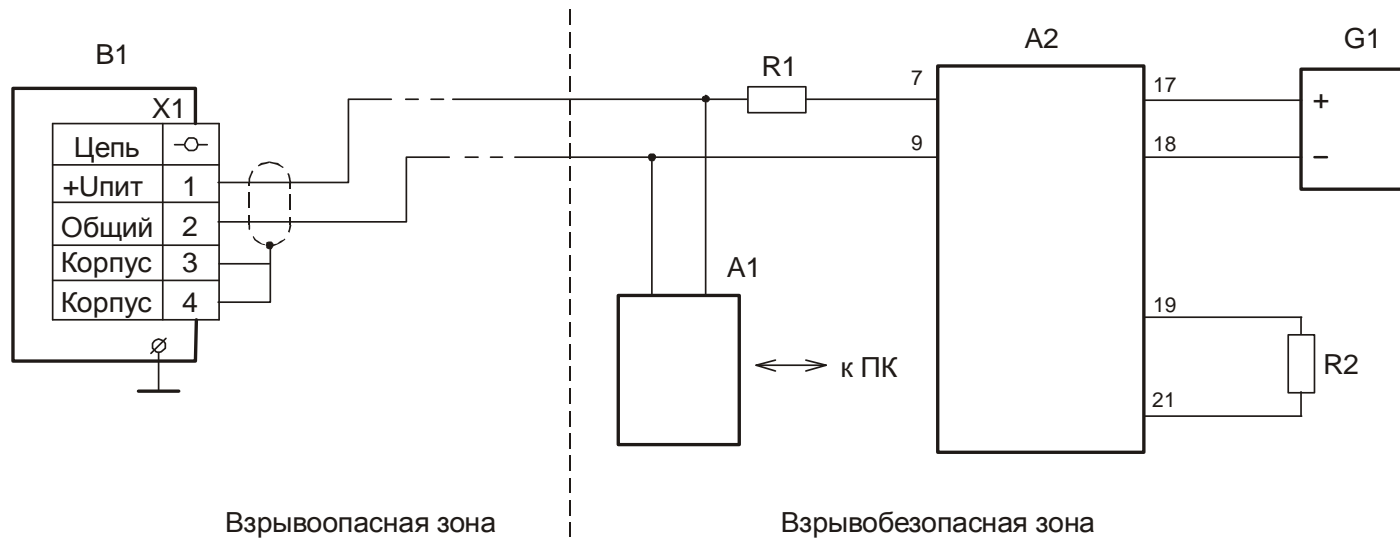 B1
X1
Цепь
+Uпит 1
Общий 2
Корпус 3
Корпус 4
R1
7
9
A1
к ПК
A2
17
18
19
21
G1
+
−
R2
Взрывоопасная зона
Взрывобезопасная зона